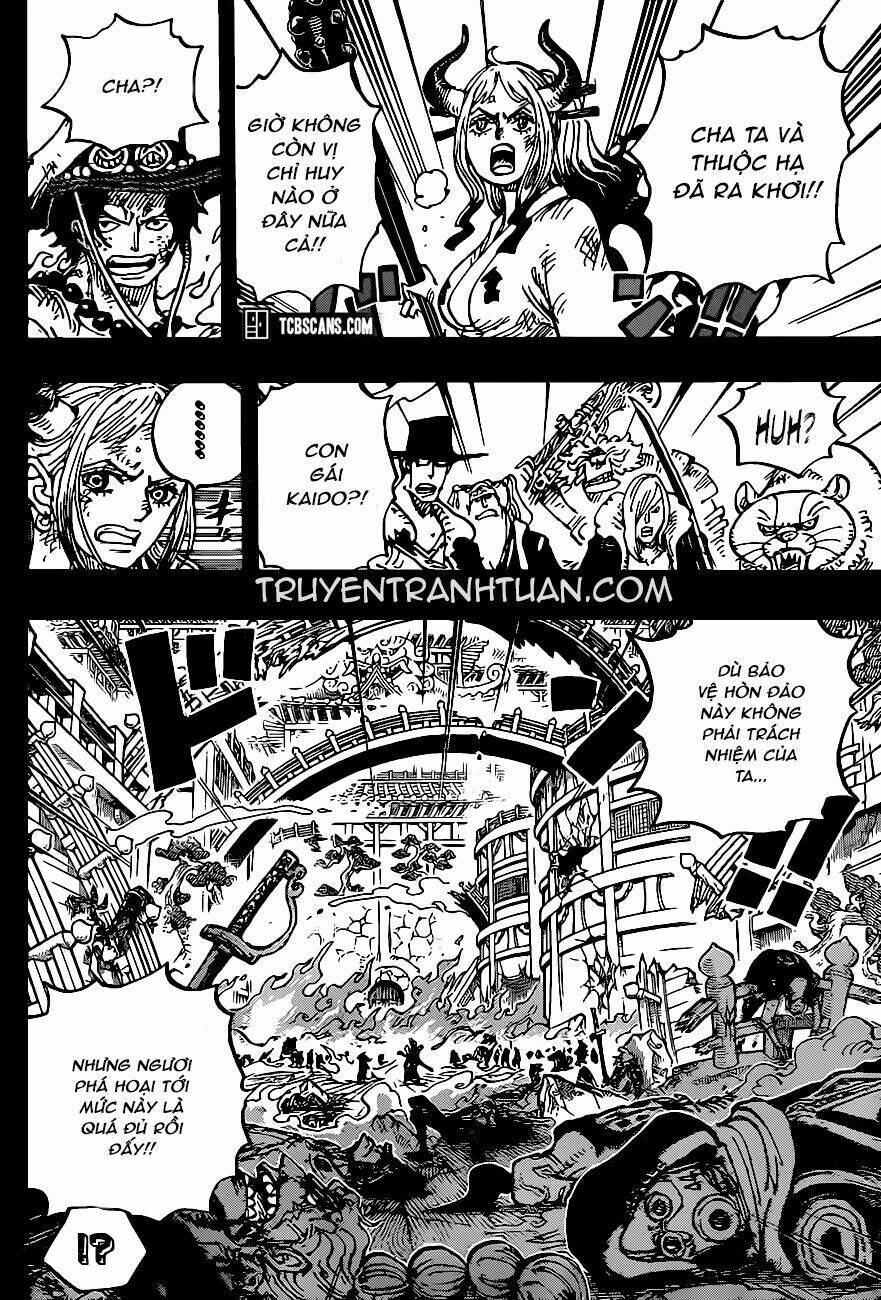 CHA TA VÀ
THUỘC HẠ
ĐÃ RA KHƠI!!
GIỜ KHÔNG
CÒN VỊ
CHỈ HUY
NÀO Ở
ĐÂY NỮA
CẢ!!
CHA?!
TCBSCANS.COM
HUH?
CON
GÁI
KAIDO?!
TRUYENTRANHTUAN.COM
DÙ BẢO
VỆ HÒN ĐẢO
NÀY KHÔNG
PHẢI TRÁCH
NHIỆM CỦA
TA...
ド
NHƯNG NGƯƠI
PHÁ HOẠI TỚI
MỨC NÀY LÀ
QUÁ ĐỦ RỒI
ĐẤY!!
!?